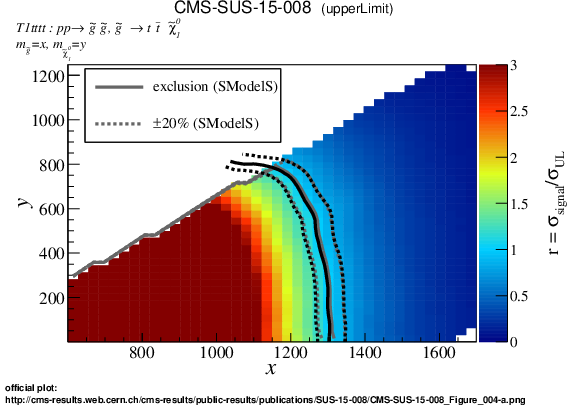 CMS-SUS-15-008 (upperLimit)
T1tttt : pp→ g̃ g̃, g̃ → t t̄ χ̃₁⁰
m_g̃=x, m_χ̃₁⁰=y
exclusion (SModelS)
±20% (SModelS)
1200
1000
800
600
400
200
y
800 1000 1200 1400 1600
x
3
2.5
2
1.5
1
0.5
0
r = σ_signal/σ_UL
official plot:
http://cms-results.web.cern.ch/cms-results/public-results/publications/SUS-15-008/CMS-SUS-15-008_Figure_004-a.png